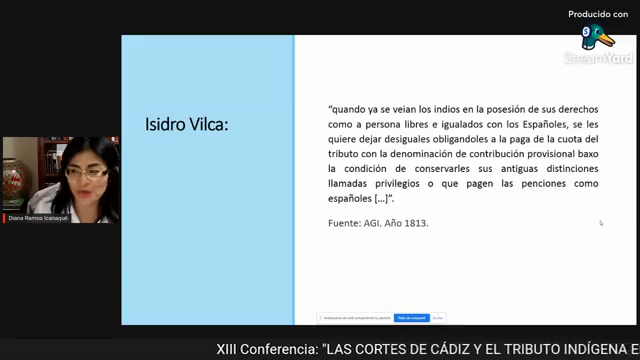 Producido con
StreamYard
Isidro Vilca:
“quando ya se veian los indios en la posesión de sus derechos
como a persona libres e igualados con los Españoles, se les
quiere dejar desiguales obligandoles a la paga de la cuota del
tributo con la denominación de contribución provisional baxo
la condición de conservarles sus antiguas distinciones
llamadas privilegios o que pagen las penciones como
españoles [...]”.
Fuente: AGI. Año 1813.
Diana Ramos Icanaqué
XIII Conferencia: "LAS CORTES DE CÁDIZ Y EL TRIBUTO INDÍGENA E